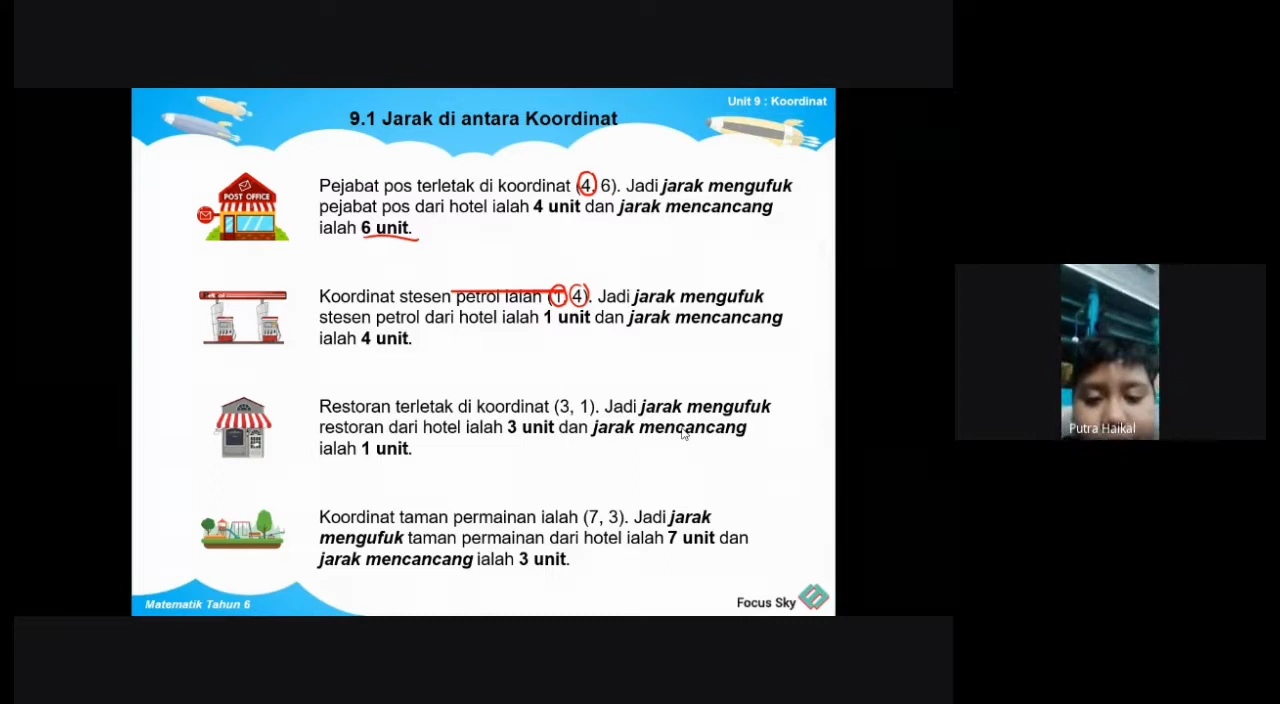 Unit 9 : Koordinat
9.1 Jarak di antara Koordinat
POST OFFICE
Pejabat pos terletak di koordinat (4, 6). Jadi jarak mengufuk
pejabat pos dari hotel ialah 4 unit dan jarak mencancang
ialah 6 unit.
Koordinat stesen petrol ialah (1, 4). Jadi jarak mengufuk
stesen petrol dari hotel ialah 1 unit dan jarak mencancang
ialah 4 unit.
Restoran terletak di koordinat (3, 1). Jadi jarak mengufuk
restoran dari hotel ialah 3 unit dan jarak mencancang
ialah 1 unit.
Koordinat taman permainan ialah (7, 3). Jadi jarak
mengufuk taman permainan dari hotel ialah 7 unit dan
jarak mencancang ialah 3 unit.
Matematik Tahun 6
Focus Sky
Putra Haikal